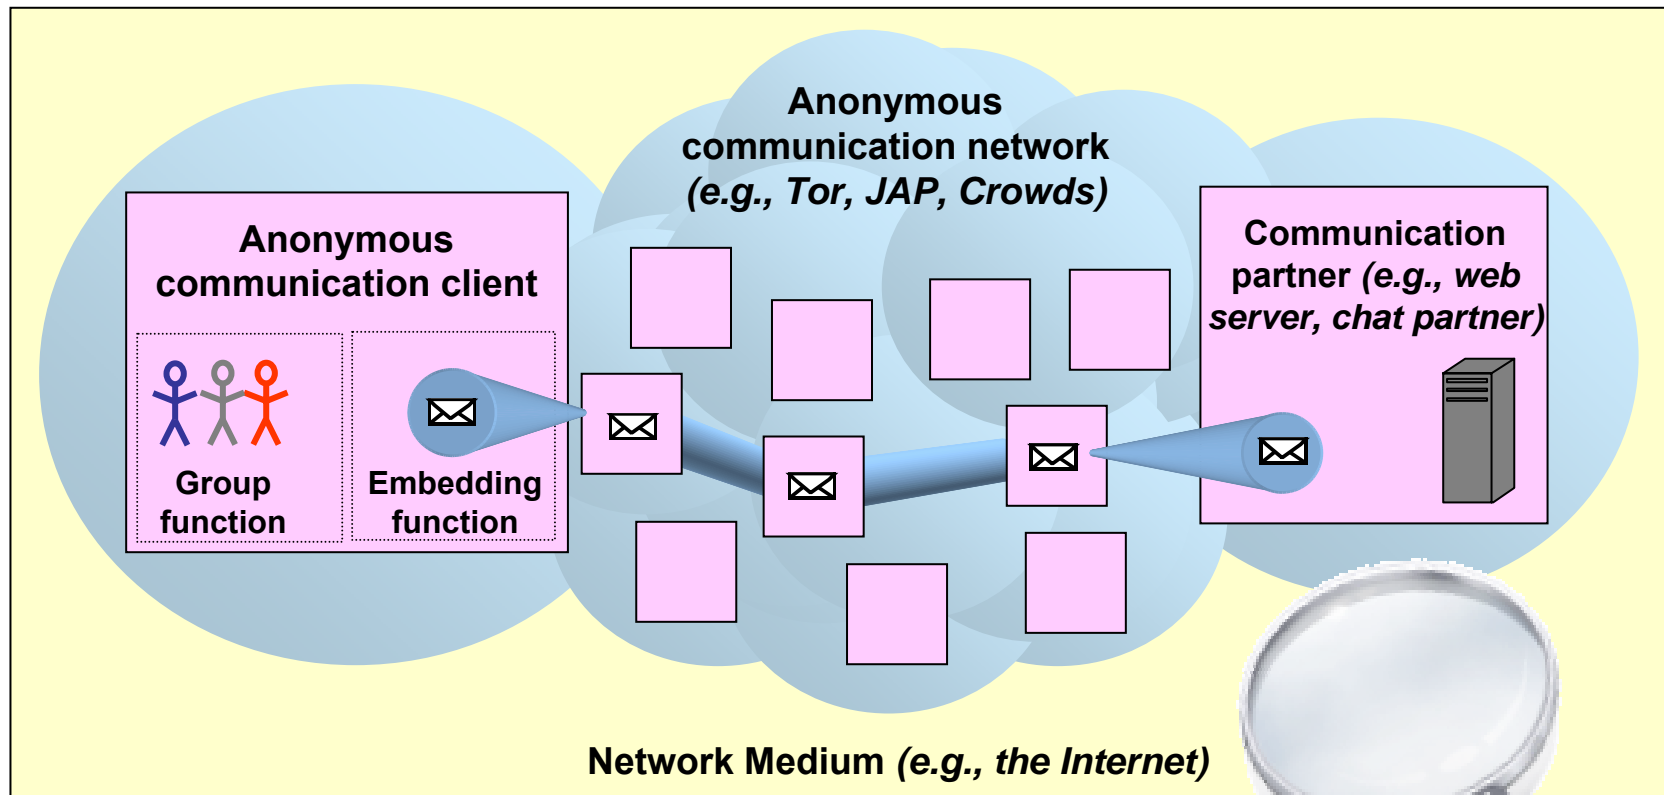 Anonymous
communication network
(e.g., Tor, JAP, Crowds)
Anonymous
communication client
Group
function
Embedding
function
Communication
partner (e.g., web
server, chat partner)
Network Medium (e.g., the Internet)